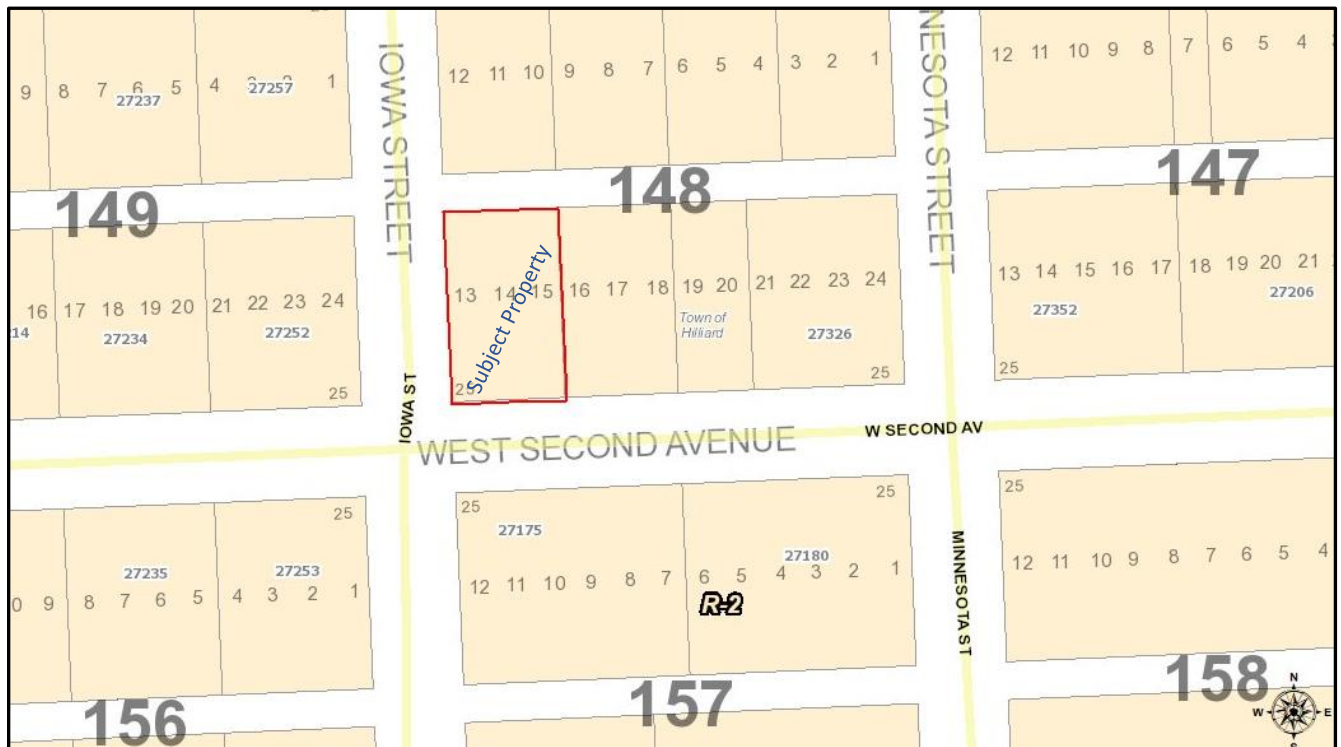 IOWA STREET
NESOTA STREET
9 8 7 6 5 4 1
27237
27257
12 11 10 9 8 7 6 5 4 3 2 1
12 11 10 9 8 7 6 5 4
149
148
147
16 17 18 19 20 21 22 23 24
14
27234
27252
25
13 14 15 16 17 18 19 20 21 22 23 24
Subject Property
25
Town of
Hilliard
27326
25
13 14 15 16 17 18 19 20 21
27352
27206
25
IOWA ST
WEST SECOND AVENUE
W SECOND AV
25
27235
27253
0 9 8 7 6 5 4 3 2 1
25
27175
25
27180
12 11 10 9 8 7 6 5 4 3 2 1
R-2
MINNESOTA ST
25
12 11 10 9 8 7 6 5 4
156
157
158
N
W E
S